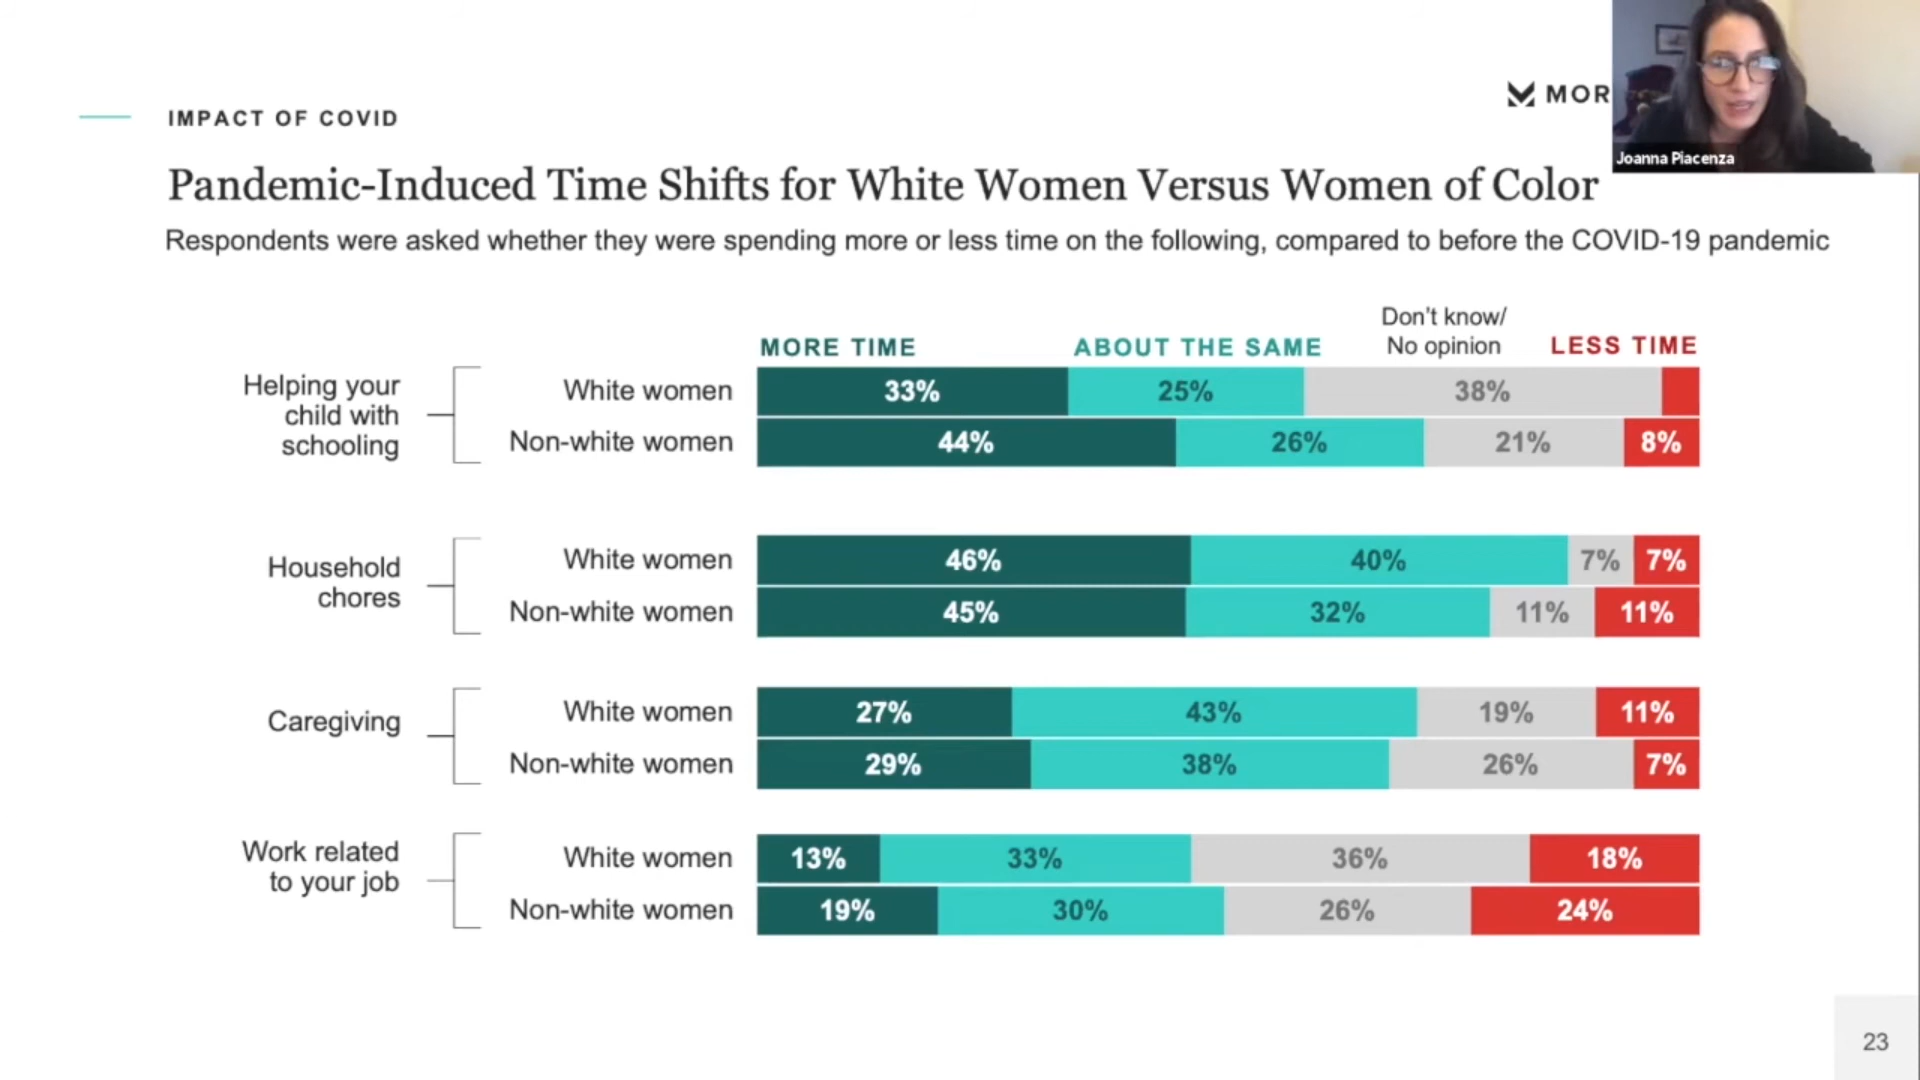 IMPACT OF COVID
MOR
Joanna Piacenza
Pandemic-Induced Time Shifts for White Women Versus Women of Color
Respondents were asked whether they were spending more or less time on the following, compared to before the COVID-19 pandemic
MORE TIME
ABOUT THE SAME
Don't know/
No opinion
LESS TIME
Helping your
child with
schooling
White women 33% 25% 38%
Non-white women 44% 26% 21% 8%
Household
chores
White women 46% 40% 7% 7%
Non-white women 45% 32% 11% 11%
Caregiving
White women 27% 43% 19% 11%
Non-white women 29% 38% 26% 7%
Work related
to your job
White women 13% 33% 36% 18%
Non-white women 19% 30% 26% 24%
23